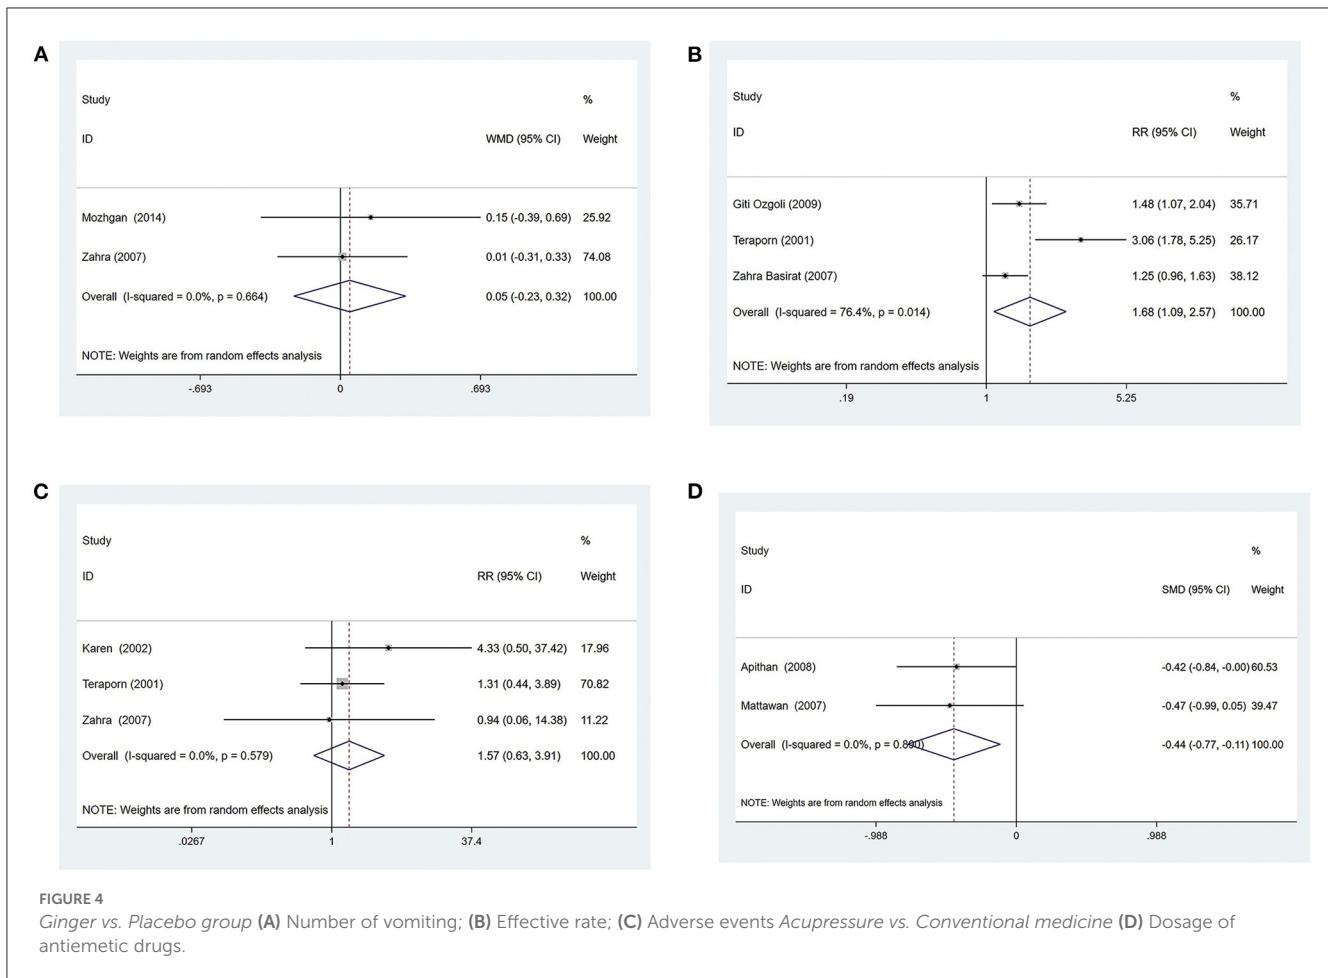 A
Study %
ID WMD (95% CI) Weight
Mozhgan (2014) 0.15 (-0.39, 0.69) 25.92
Zahra (2007) 0.01 (-0.31, 0.33) 74.08
Overall (I-squared = 0.0%, p = 0.664) 0.05 (-0.23, 0.32) 100.00
NOTE: Weights are from random effects analysis
-.693 0 .693
B
Study %
ID RR (95% CI) Weight
Giti Ozgoli (2009) 1.48 (1.07, 2.04) 35.71
Teraporn (2001) 3.06 (1.78, 5.25) 26.17
Zahra Basirat (2007) 1.25 (0.96, 1.63) 38.12
Overall (I-squared = 76.4%, p = 0.014) 1.68 (1.09, 2.57) 100.00
NOTE: Weights are from random effects analysis
.19 1 5.25
C
Study %
ID RR (95% CI) Weight
Karen (2002) 4.33 (0.50, 37.42) 17.96
Teraporn (2001) 1.31 (0.44, 3.89) 70.82
Zahra (2007) 0.94 (0.06, 14.38) 11.22
Overall (I-squared = 0.0%, p = 0.579) 1.57 (0.63, 3.91) 100.00
NOTE: Weights are from random effects analysis
.0267 1 37.4
D
Study %
ID SMD (95% CI) Weight
Apithan (2008) -0.42 (-0.84, -0.00) 60.53
Mattawan (2007) -0.47 (-0.99, 0.05) 39.47
Overall (I-squared = 0.0%, p = 0.890) -0.44 (-0.77, -0.11) 100.00
NOTE: Weights are from random effects analysis
-.988 0 .988
FIGURE 4
Ginger vs. Placebo group (A) Number of vomiting; (B) Effective rate; (C) Adverse events Acupressure vs. Conventional medicine (D) Dosage of
antiemetic drugs.